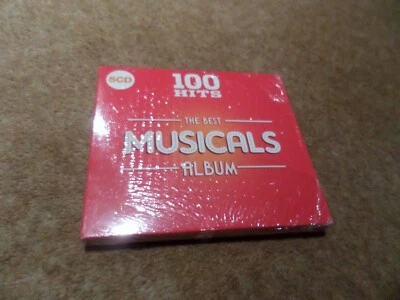 5CD
100
HITS
THE BEST
MUSICALS
ALBUM